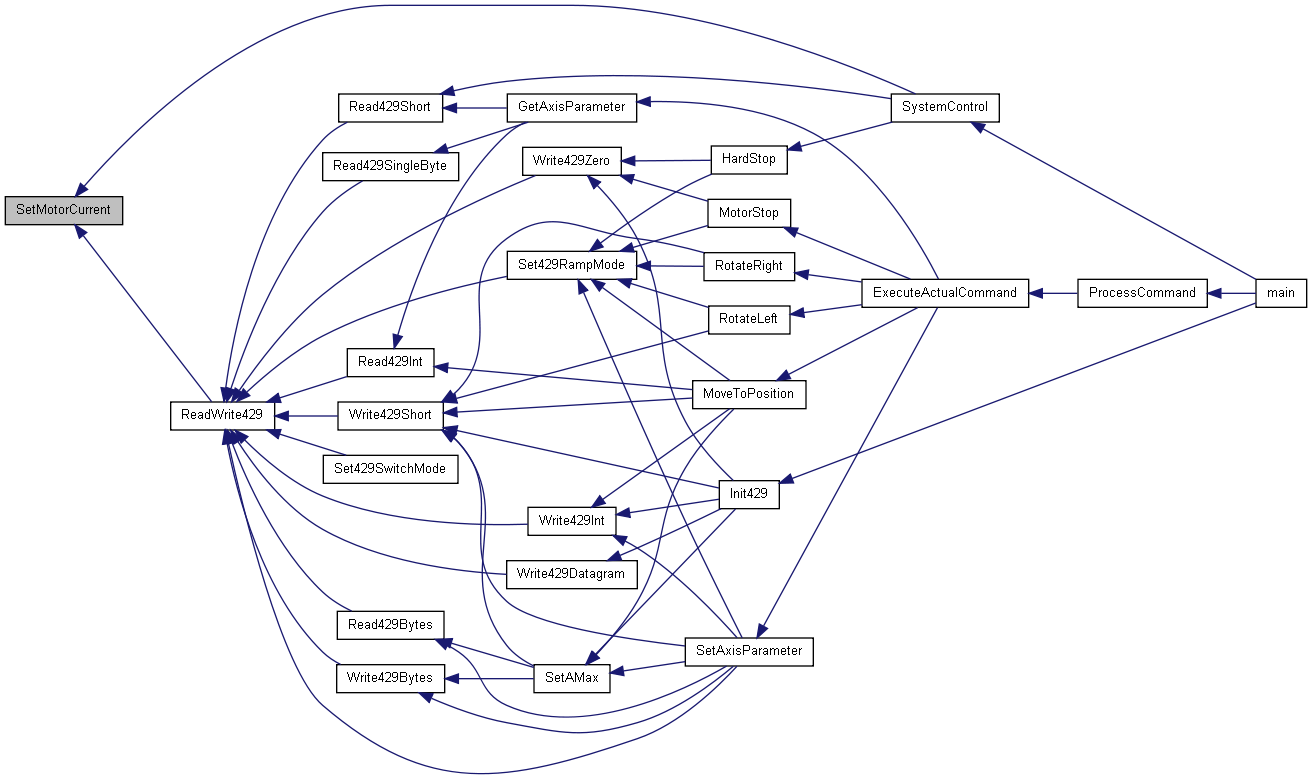 SetMotorCurrent
ReadWrite429
Read429Short
Read429SingleByte
Read429Int
Write429Short
Set429SwitchMode
Read429Bytes
Write429Bytes
GetAxisParameter
Write429Zero
Set429RampMode
Write429Int
Write429Datagram
SetAMax
HardStop
MotorStop
RotateRight
RotateLeft
MoveToPosition
Init429
SetAxisParameter
SystemControl
ExecuteActualCommand
ProcessCommand
main